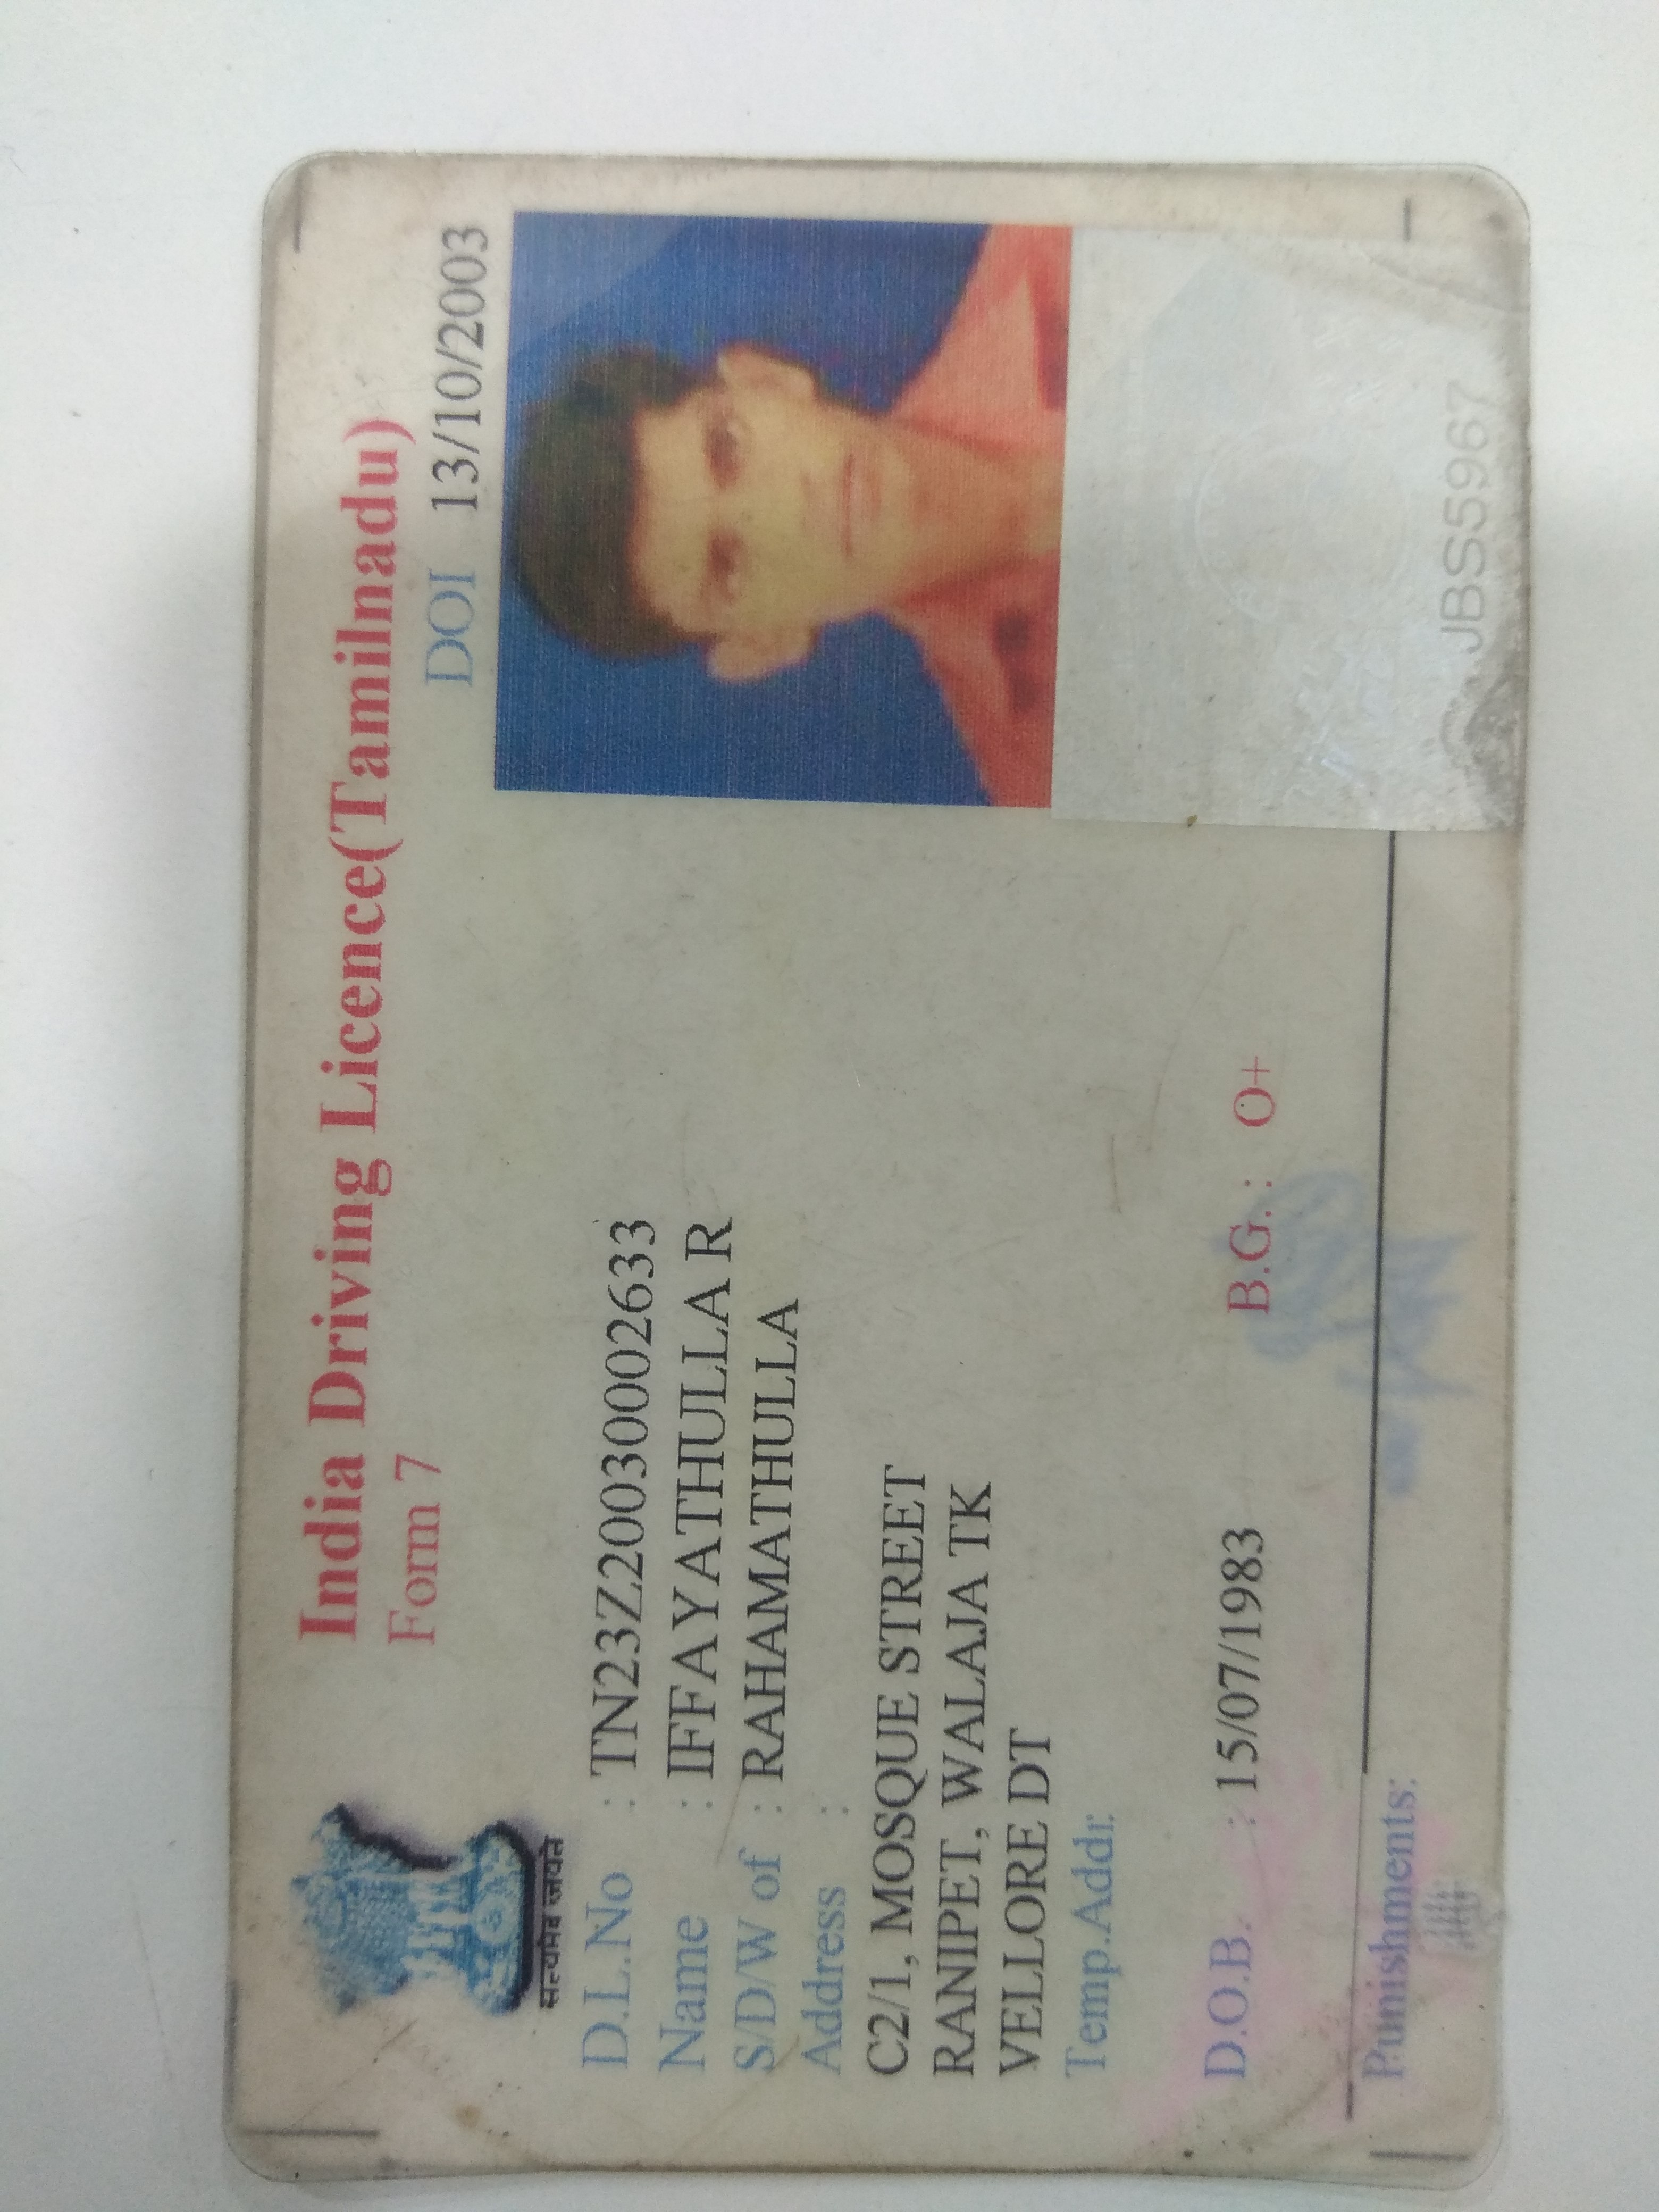 India Driving Licence(Tamilnadu)
Form 7
DOI 13/10/2003
सत्यमेव जयते
D.L.No : TN23Z20030002633
Name : IFFAYATHULLA R
S/D/W of : RAHAMATHULLA
Address :
C2/1, MOSQUE STREET
RANIPET, WALAJA TK
VELLORE DT
Temp.Addr:
D.O.B. : 15/07/1983 B.G. : O+
Punishments:
JBS5967